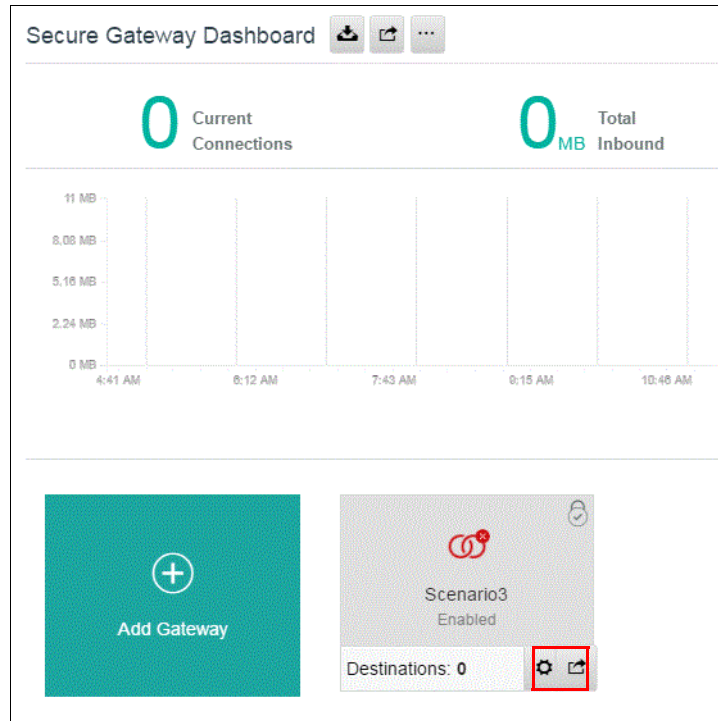 Secure Gateway Dashboard
0 Current Connections
0 MB Total Inbound
11 MB
8.08 MB
5.16 MB
2.24 MB
0 MB
4:41 AM 6:12 AM 7:43 AM 9:15 AM 10:46 AM
Add Gateway
Scenario3
Enabled
Destinations: 0